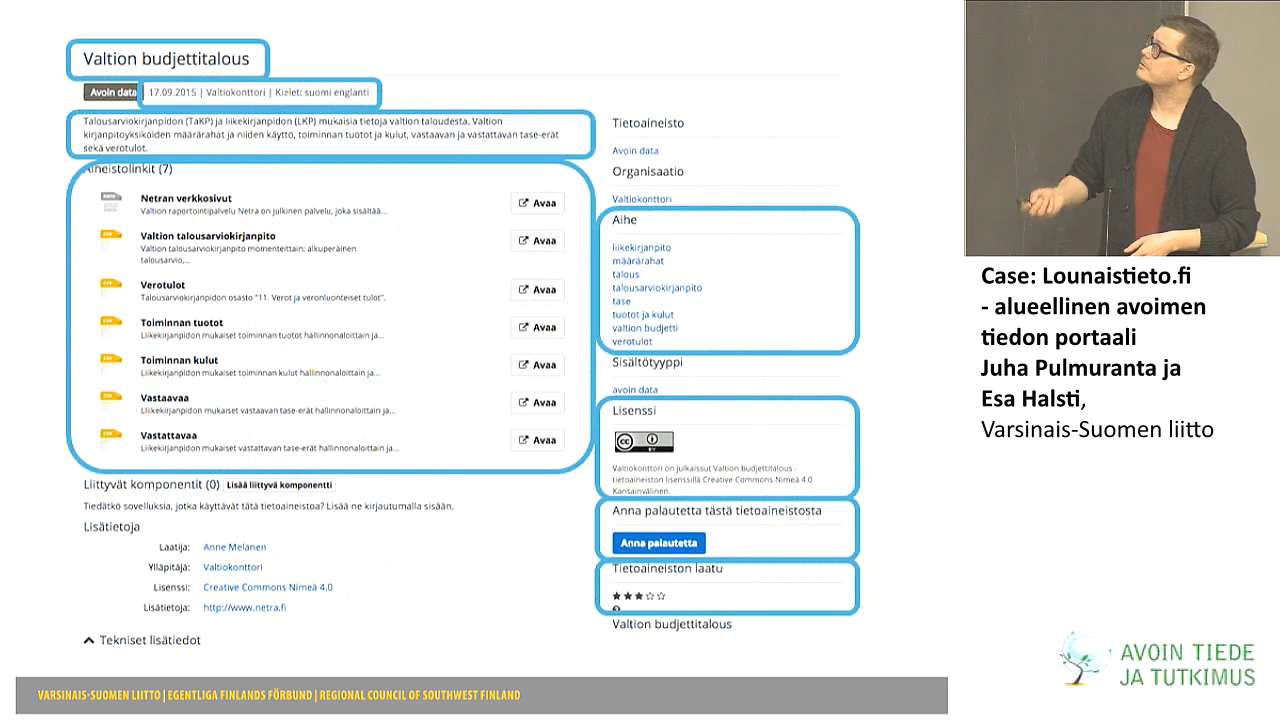 Valtion budjettitalous
Avoin data
17.09.2015 | Valtiokonttori | Kielet: suomi englanti
Talousarviokirjanpidon (TaKP) ja liikekirjanpidon (LKP) mukaisia tietoja valtion taloudesta. Valtion
kirjanpitoyksiköiden määrärahat ja niiden käyttö, toiminnan tuotot ja kulut, vastaavan ja vastattavan tase-erät
sekä verotulot.
Aineistolinkit (7)
Netran verkkosivut
Valtion raportointipalvelu Netra on julkinen palvelu, joka sisältää...
Avaa
Valtion talousarviokirjanpito
Valtion talousarviokirjanpito momenteittain: alkuperäinen
talousarvio,...
Avaa
Verotulot
Talousarviokirjanpidon osasto "11. Verot ja veronluonteiset tulot".
Avaa
Toiminnan tuotot
Liikekirjanpidon mukaiset toiminnan tuotot hallinnonaloittain ja...
Avaa
Toiminnan kulut
Liikekirjanpidon mukaiset toiminnan kulut hallinnonaloittain ja...
Avaa
Vastaavaa
Lliikekirjanpidon mukaiset vastaavan tase-erät hallinnonaloittain ja...
Avaa
Vastattavaa
Liikekirjanpidon mukaiset vastattavan tase-erät hallinnonaloittain ja...
Avaa
Liittyvät komponentit (0) Lisää liittyvä komponentti
Tiedätkö sovelluksia, jotka käyttävät tätä tietoaineistoa? Lisää ne kirjautumalla sisään.
Lisätietoja
Laatija: Anne Melanen
Ylläpitäjä: Valtiokonttori
Lisenssi: Creative Commons Nimeä 4.0
Lisätietoja: http://www.netra.fi
Tekniset lisätiedot
Tietoaineisto
Avoin data
Organisaatio
Valtiokonttori
Aihe
liikekirjanpito
määrärahat
talous
talousarviokirjanpito
tase
tuotot ja kulut
valtion budjetti
verotulot
Sisältötyyppi
avoin data
Lisenssi
cc BY
Valtiokonttori on julkaissut Valtion budjettitalous -
tietoaineiston lisenssillä Creative Commons Nimeä 4.0
Kansainvälinen.
Anna palautetta tästä tietoaineistosta
Anna palautetta
Tietoaineiston laatu
Valtion budjettitalous
VARSINAIS-SUOMEN LIITTO | EGENTLIGA FINLANDS FÖRBUND | REGIONAL COUNCIL OF SOUTHWEST FINLAND
Case: Lounaistieto.fi
- alueellinen avoimen
tiedon portaali
Juha Pulmuranta ja
Esa Halsti,
Varsinais-Suomen liitto
AVOIN TIEDE
JA TUTKIMUS